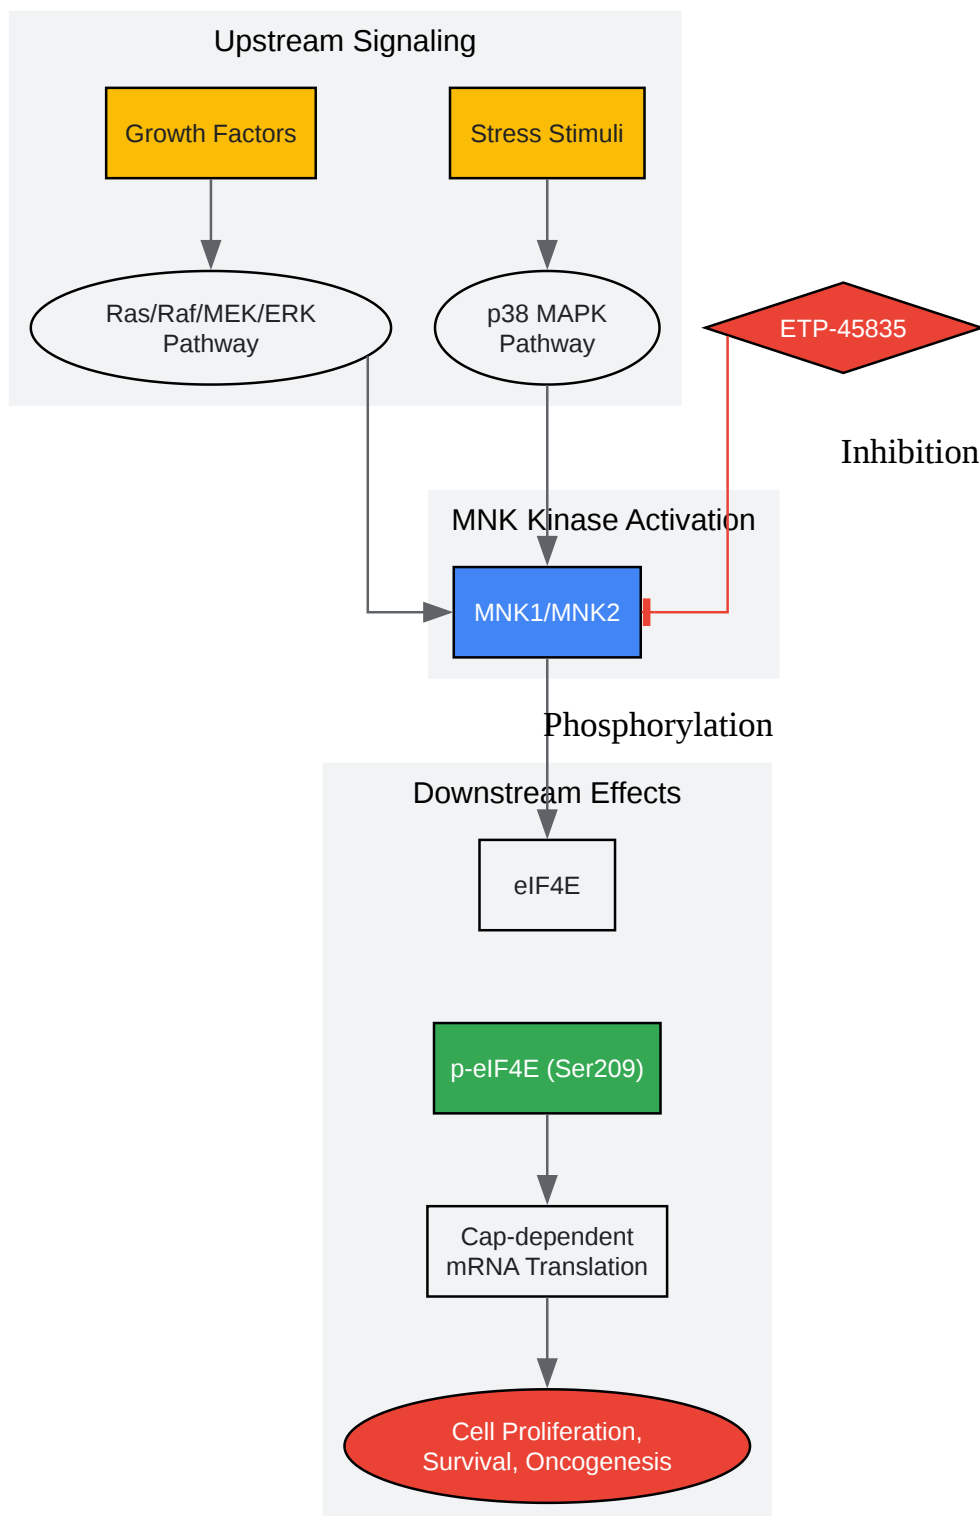 Upstream Signaling
Growth Factors
Stress Stimuli
Ras/Raf/MEK/ERK
Pathway
p38 MAPK
Pathway
ETP-45835
Inhibition
MNK Kinase Activation
MNK1/MNK2
Phosphorylation
Downstream Effects
eIF4E
p-eIF4E (Ser209)
Cap-dependent
mRNA Translation
Cell Proliferation,
Survival, Oncogenesis